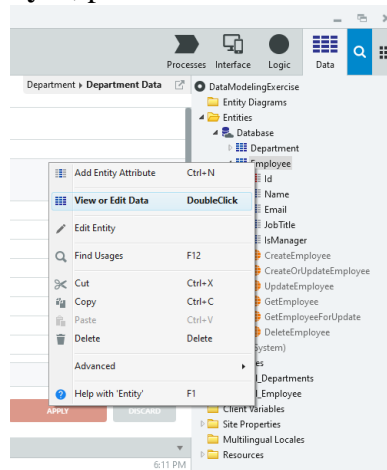 Processes Interface Logic Data
Department ▸ Department Data
DataModelingExercise
Entity Diagrams
Entities
Database
Department
Employee
Id
Name
Email
JobTitle
IsManager
CreateEmployee
CreateOrUpdateEmployee
UpdateEmployee
GetEmployee
GetEmployeeForUpdate
DeleteEmployee
System)
es
_Departments
_Employee
Client Variables
Site Properties
Multilingual Locales
Resources
Add Entity Attribute Ctrl+N
View or Edit Data DoubleClick
Edit Entity
Find Usages F12
Cut Ctrl+X
Copy Ctrl+C
Paste Ctrl+V
Delete Delete
Advanced
Help with 'Entity' F1
APPLY DISCARD
6:11 PM